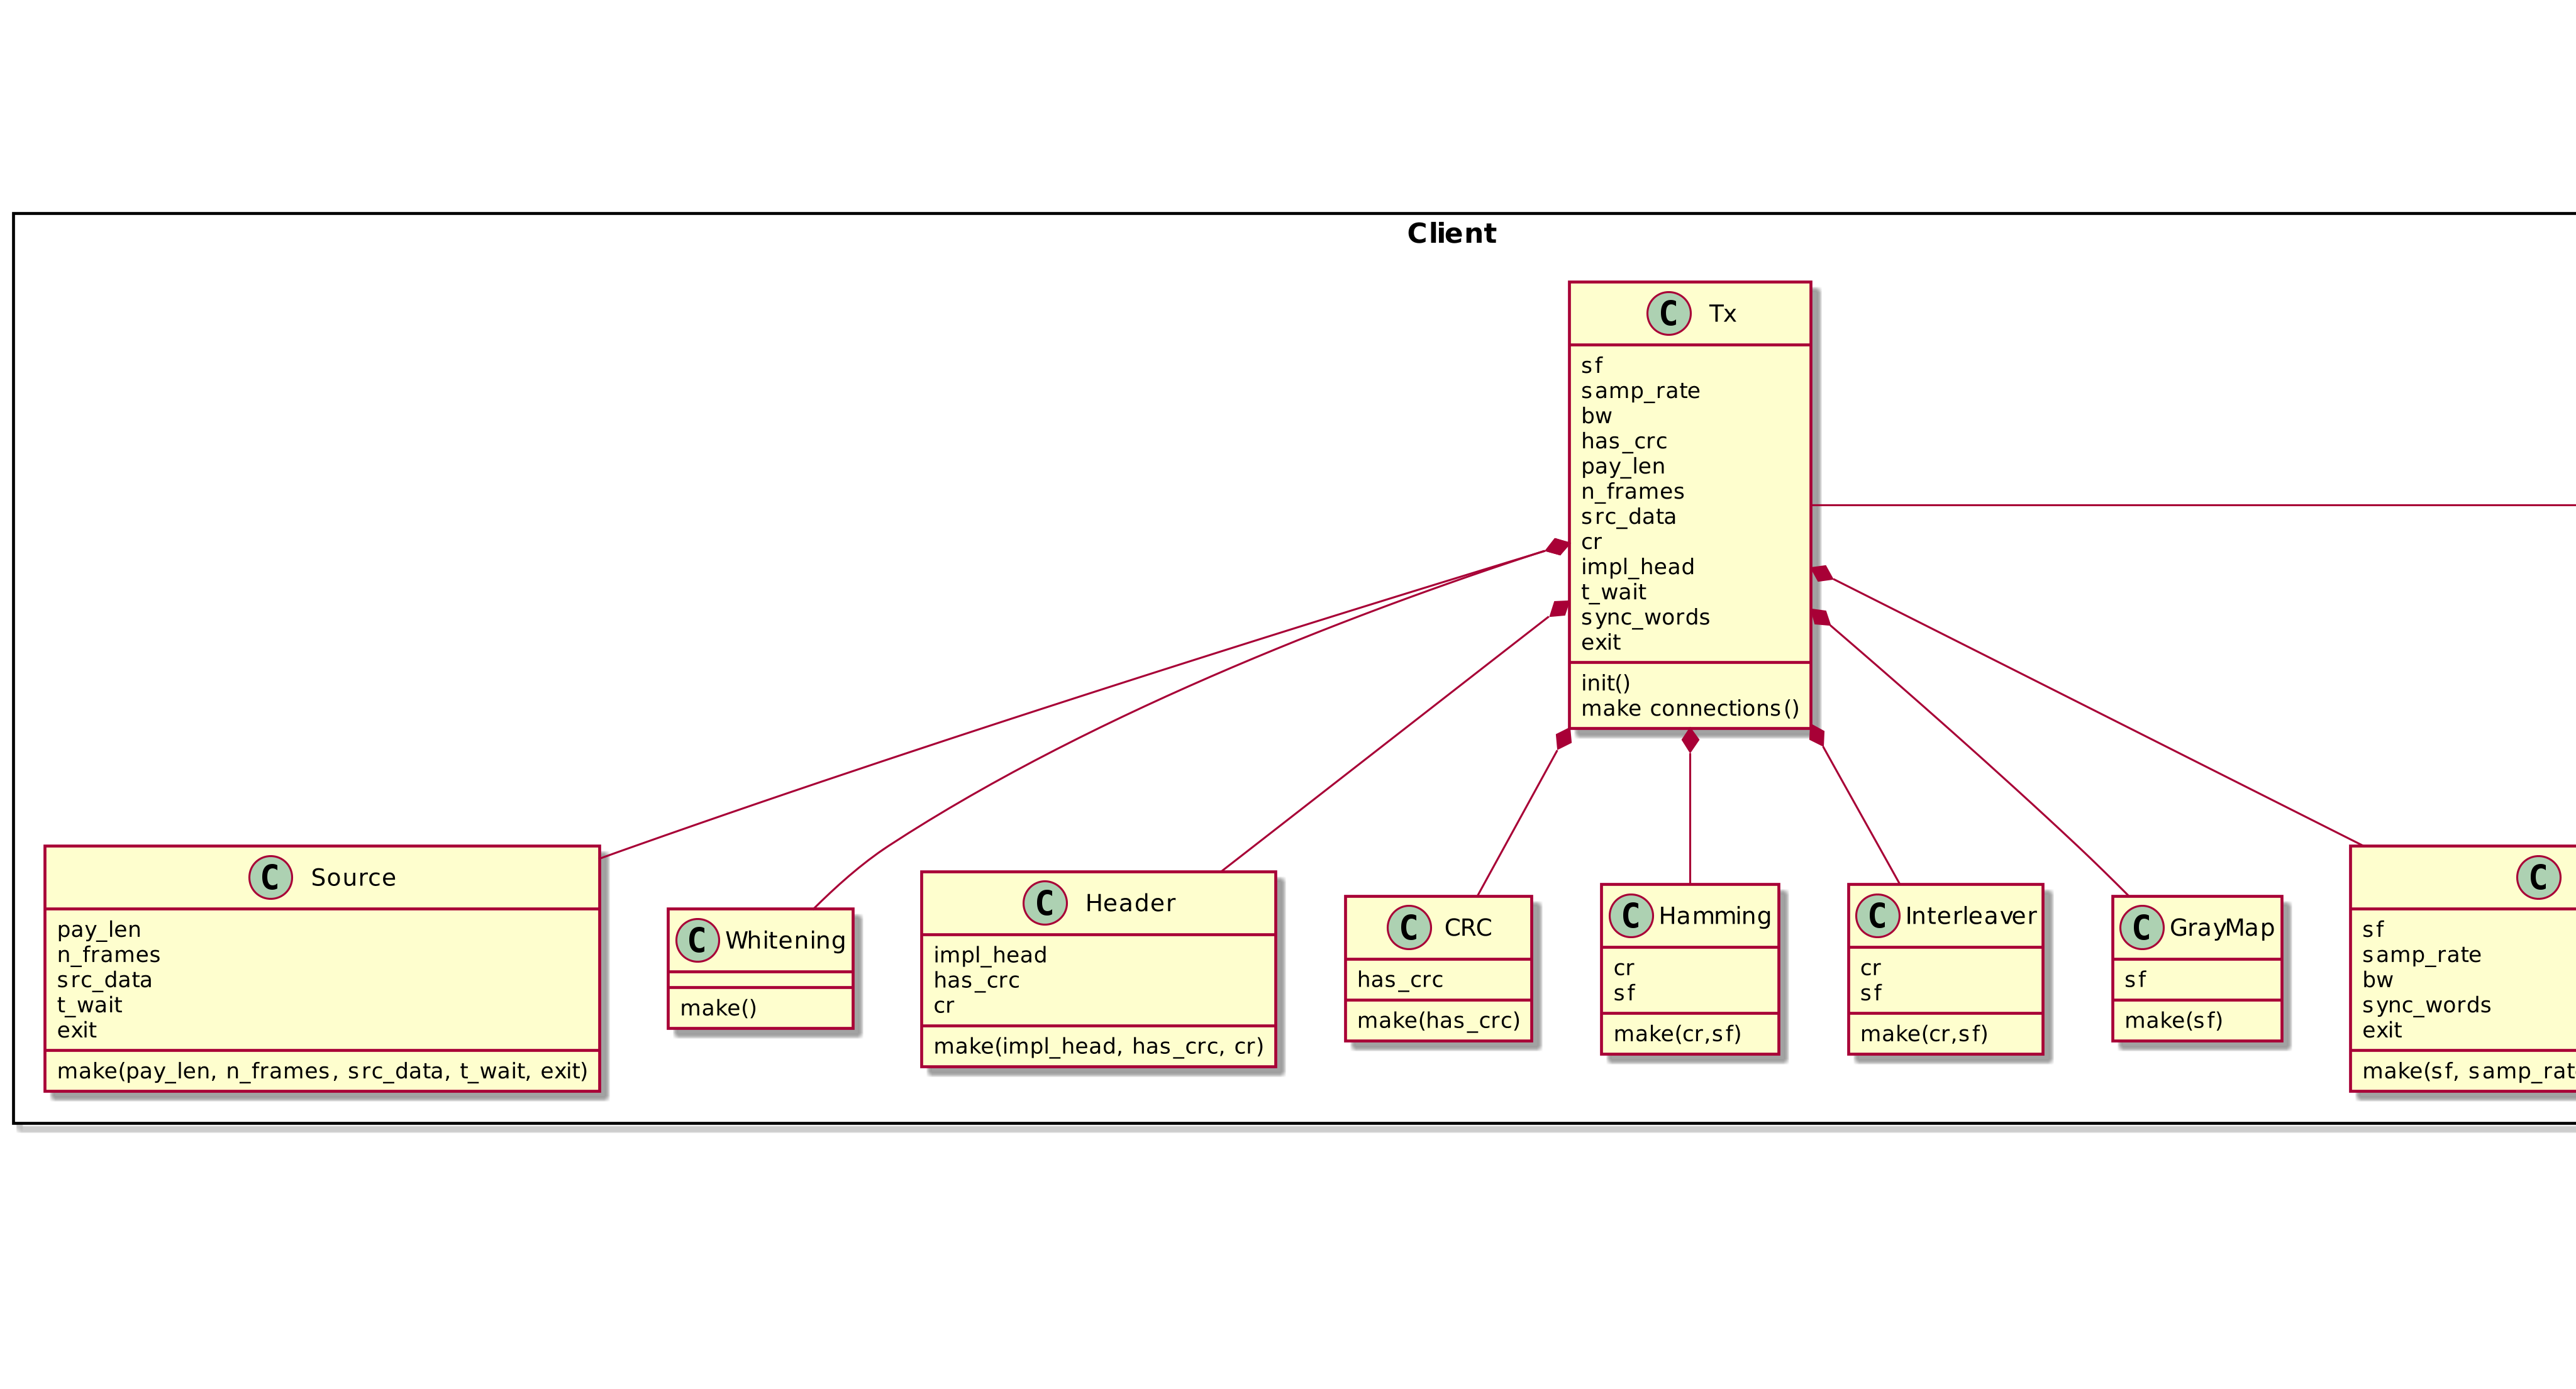 Client
C Tx
sf
samp_rate
bw
has_crc
pay_len
n_frames
src_data
cr
impl_head
t_wait
sync_words
exit
init()
make connections()
C Source
pay_len
n_frames
src_data
t_wait
exit
make(pay_len, n_frames, src_data, t_wait, exit)
C Whitening
make()
C Header
impl_head
has_crc
cr
make(impl_head, has_crc, cr)
C CRC
has_crc
make(has_crc)
C Hamming
cr
sf
make(cr,sf)
C Interleaver
cr
sf
make(cr,sf)
C GrayMap
sf
make(sf)
C
sf
samp_rate
bw
sync_words
exit
make(sf,